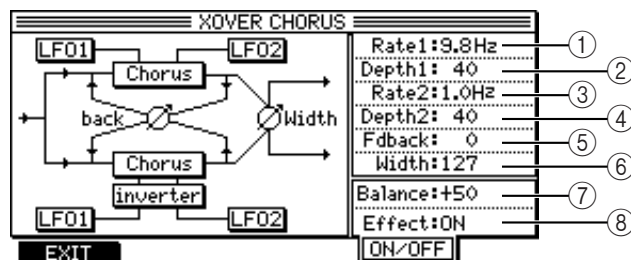 XOVER CHORUS
LFO1
LFO2
Chorus
back
Width
Chorus
inverter
LFO1
LFO2
Rate1:9.8Hz
①
Depth1: 40
②
Rate2:1.0Hz
③
Depth2: 40
④
Fdback: 0
⑤
Width:127
⑥
Balance:+50
⑦
Effect:ON
⑧
EXIT
ON/OFF